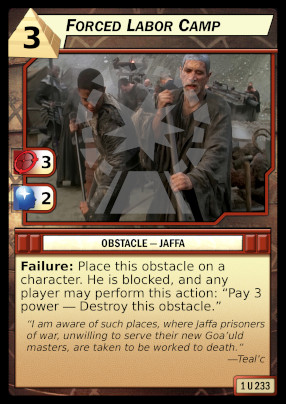 3
Forced Labor Camp
3
2
OBSTACLE — JAFFA
Failure: Place this obstacle on a
character. He is blocked, and any
player may perform this action: “Pay 3
power — Destroy this obstacle.”
“I am aware of such places, where Jaffa prisoners
of war, unwilling to serve their new Goa’uld
masters, are taken to be worked to death.”
—Teal’c
1 U 233